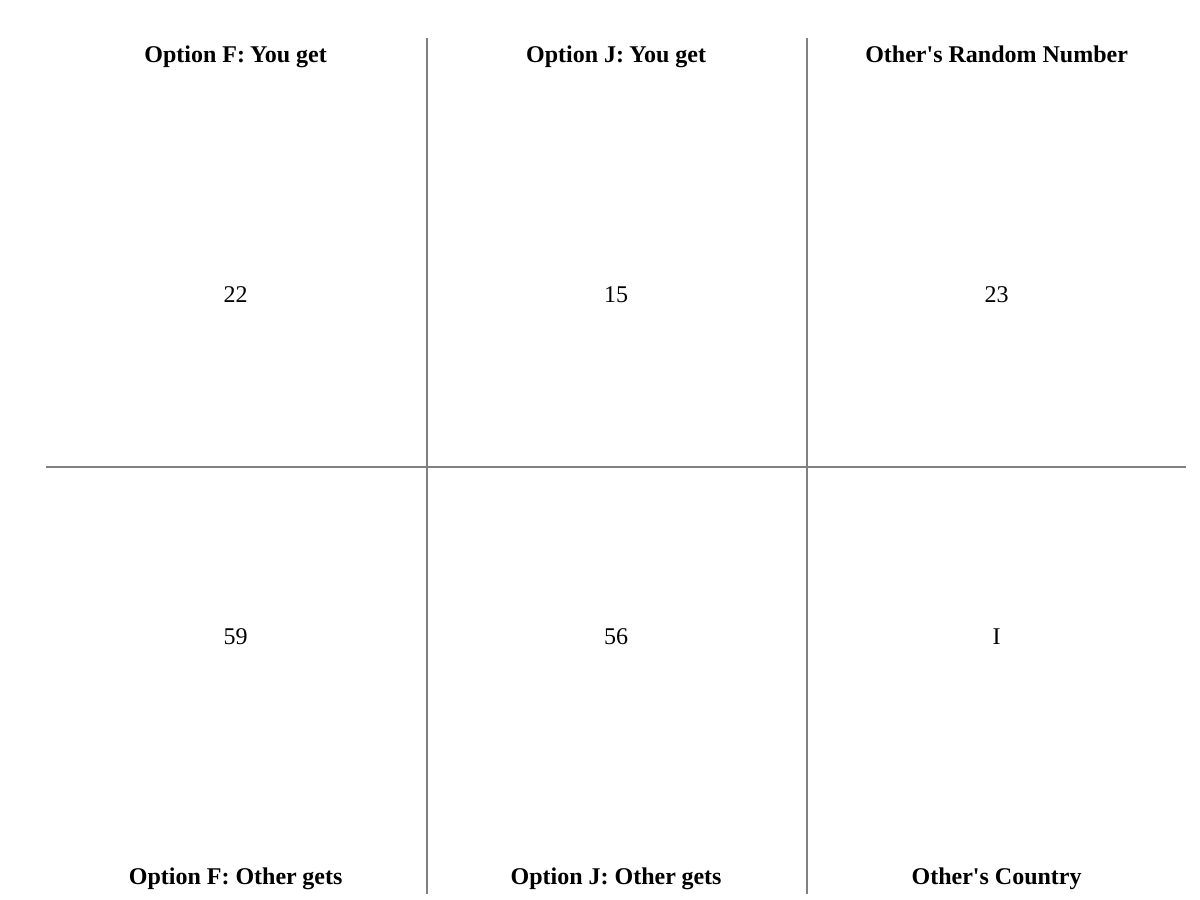 Option F: You get
Option J: You get
Other's Random Number
22
15
23
59
56
I
Option F: Other gets
Option J: Other gets
Other's Country